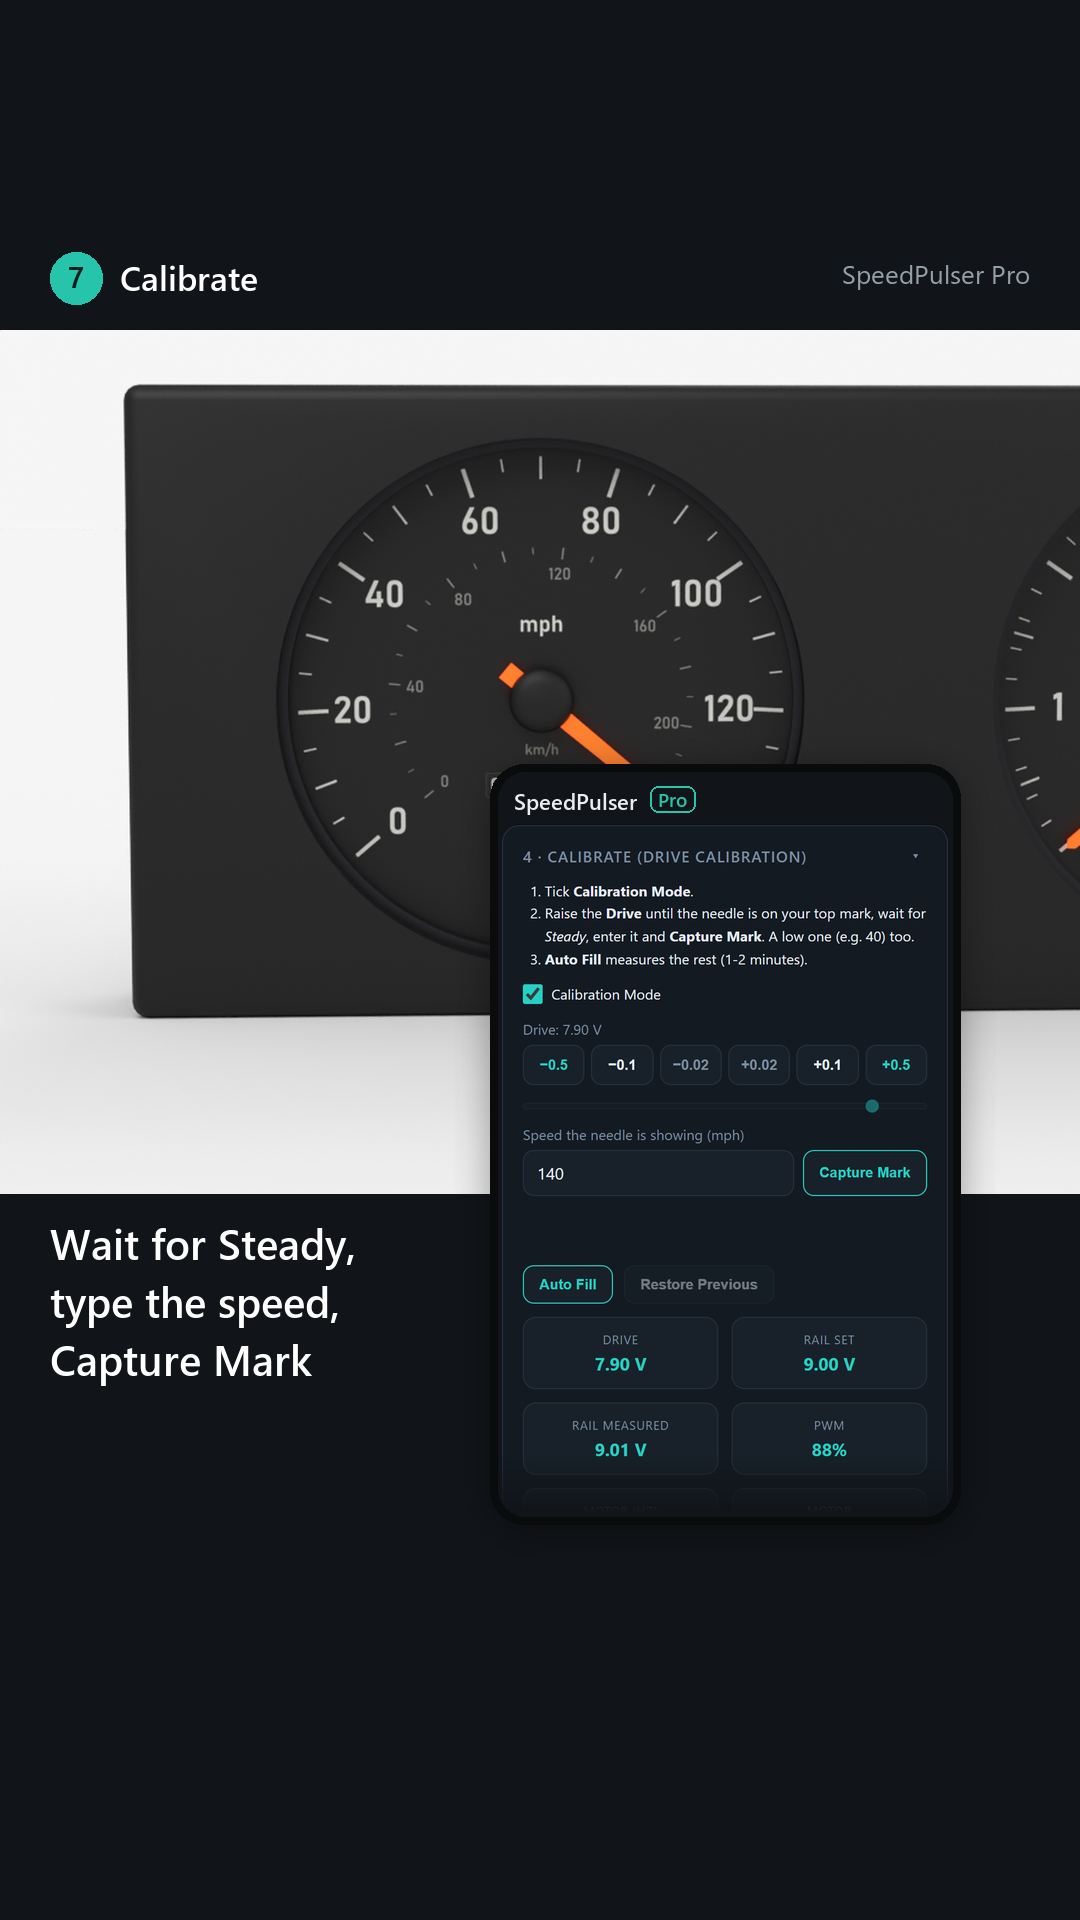 7 Calibrate
SpeedPulser Pro
60 80
40 100
80 120 160
mph
20 40 200 120
km/h
0 0
1
SpeedPulser Pro
4 · CALIBRATE (DRIVE CALIBRATION)
1. Tick Calibration Mode.
2. Raise the Drive until the needle is on your top mark, wait for
Steady, enter it and Capture Mark. A low one (e.g. 40) too.
3. Auto Fill measures the rest (1-2 minutes).
Calibration Mode
Drive: 7.90 V
−0.5 −0.1 −0.02 +0.02 +0.1 +0.5
Speed the needle is showing (mph)
140 Capture Mark
Auto Fill Restore Previous
DRIVE RAIL SET
7.90 V 9.00 V
RAIL MEASURED PWM
9.01 V 88%
Wait for Steady,
type the speed,
Capture Mark